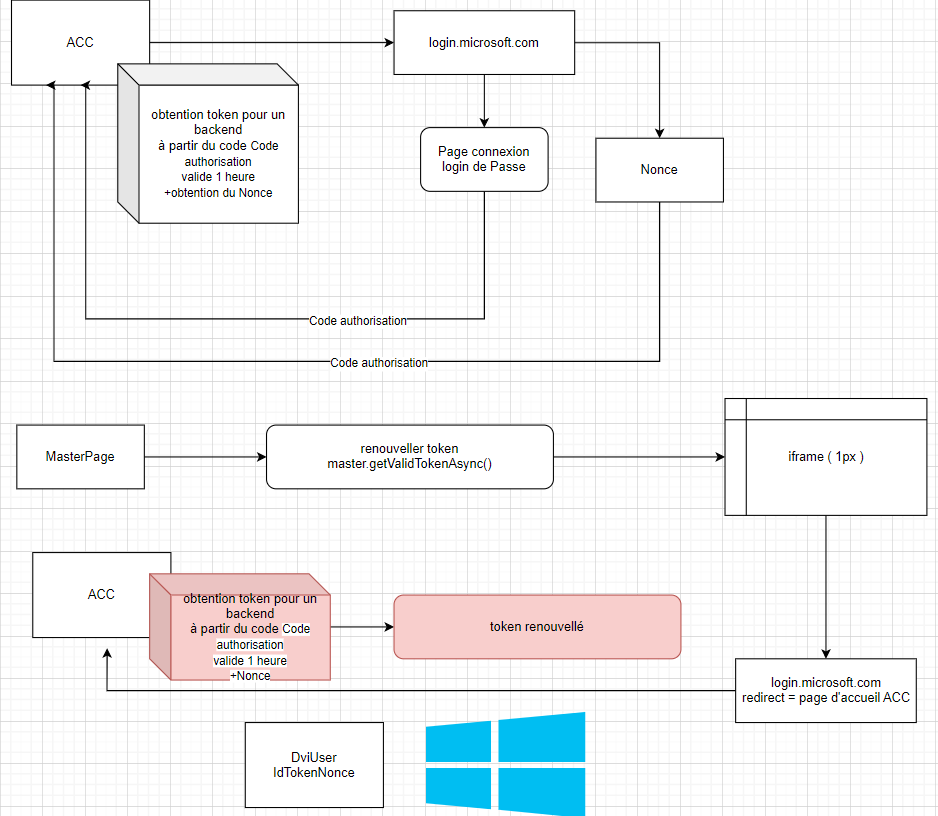 ACC
login.microsoft.com
obtention token pour un
backend
à partir du code Code
authorisation
valide 1 heure
+obtention du Nonce
Page connexion
login de Passe
Nonce
Code authorisation
Code authorisation
MasterPage
renouveller token
master.getValidTokenAsync()
iframe ( 1px )
ACC
obtention token pour un
backend
à partir du code Code
authorisation
valide 1 heure
+Nonce
token renouvellé
login.microsoft.com
redirect = page d'accueil ACC
DviUser
IdTokenNonce